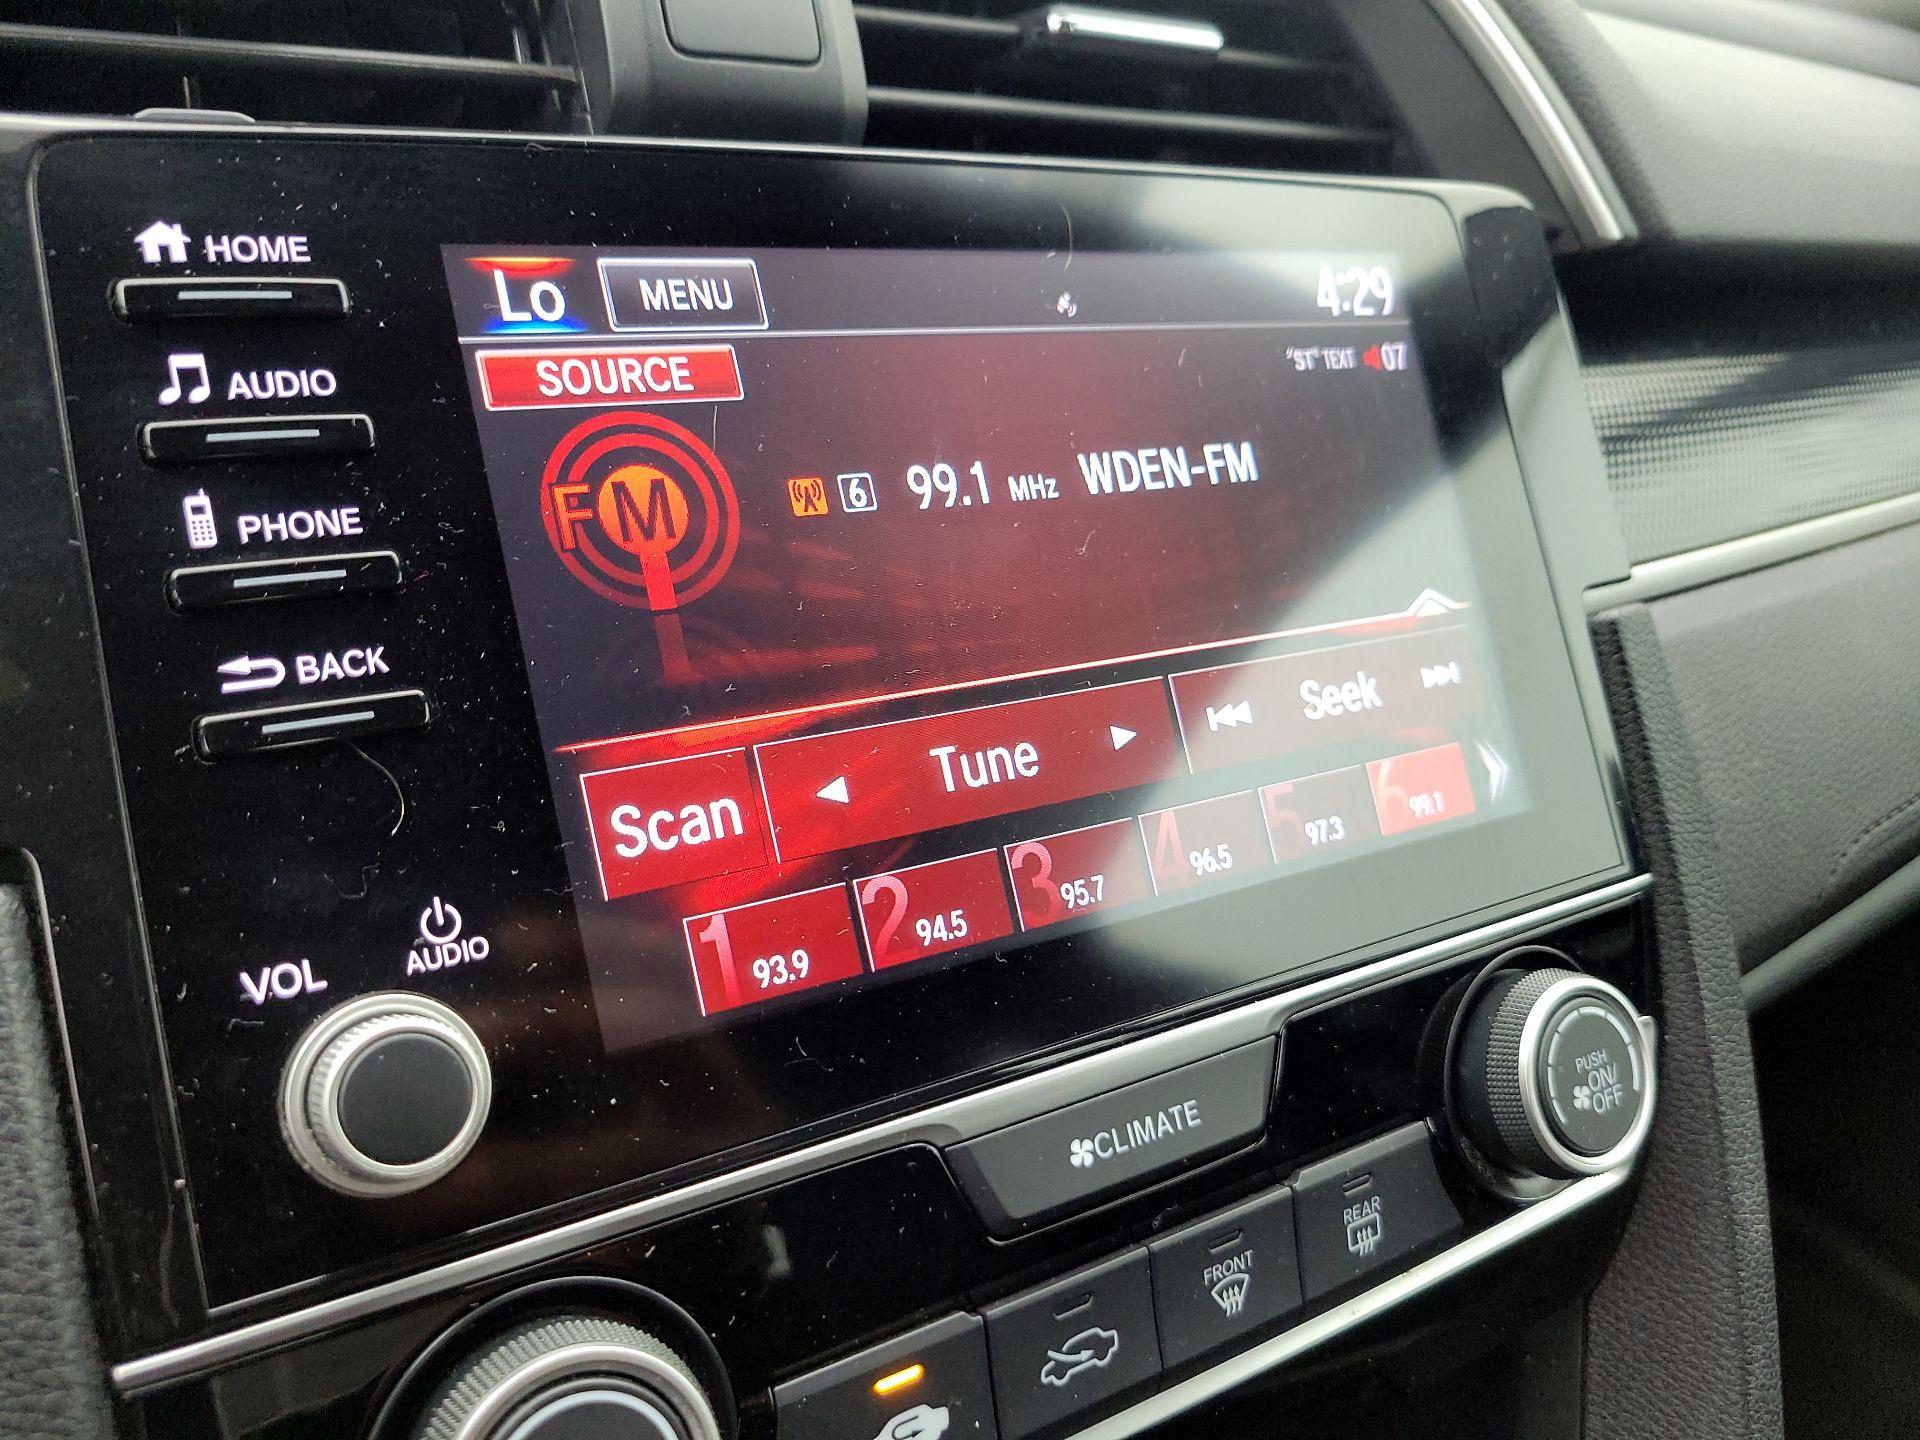 HOME
AUDIO
PHONE
BACK
VOL
AUDIO
Lo
MENU
4:29
SOURCE
"ST" TEXT 07
FM
6 99.1 MHz WDEN-FM
Scan
Tune
Seek
1 93.9
2 94.5
3 95.7
4 96.5
5 97.3
6 99.1
CLIMATE
PUSH
ON/
OFF
FRONT
REAR